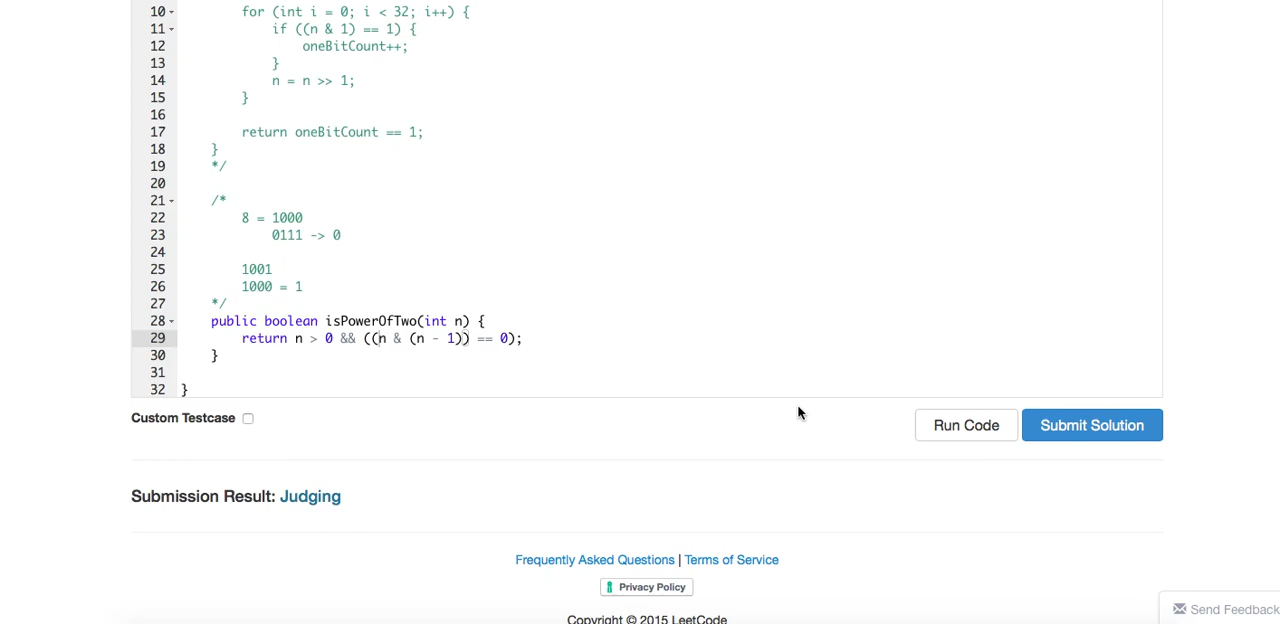 10 for (int i = 0; i < 32; i++) {
11 if ((n & 1) == 1) {
12 oneBitCount++;
13 }
14 n = n >> 1;
15 }
16
17 return oneBitCount == 1;
18 }
19 */
20
21 /*
22 8 = 1000
23 0111 -> 0
24
25 1001
26 1000 = 1
27 */
28 public boolean isPowerOfTwo(int n) {
29 return n > 0 && ((n & (n - 1)) == 0);
30 }
31
32 }
Custom Testcase
Run Code
Submit Solution
Submission Result: Judging
Frequently Asked Questions | Terms of Service
Privacy Policy
Send Feedback
Copyright © 2015 LeetCode